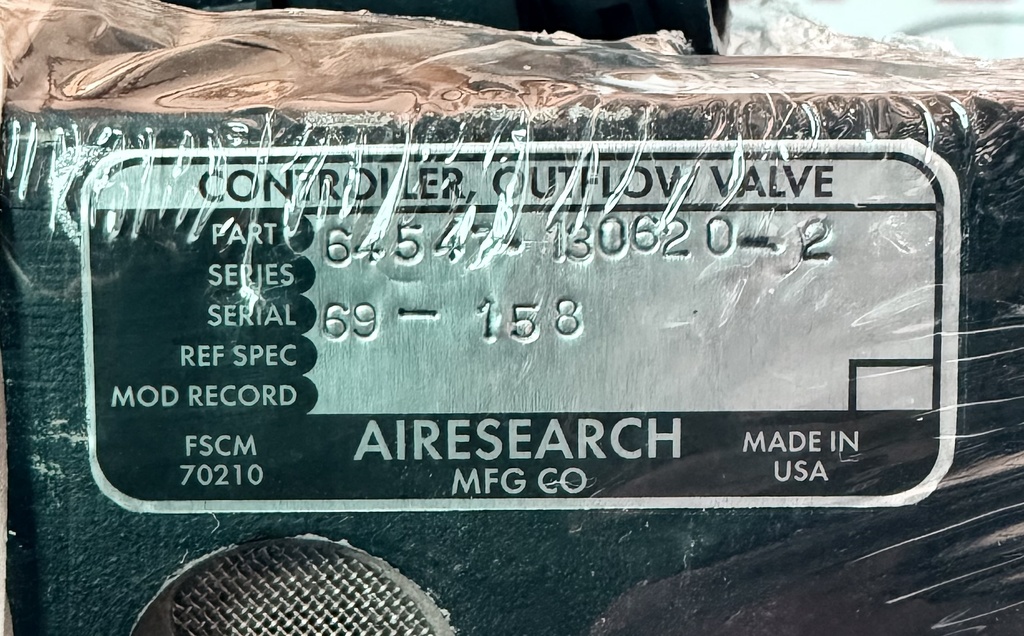 CONTROLLER, OUTFLOW VALVE
PART 130620-2
SERIES
SERIAL 69-158
REF SPEC
MOD RECORD
FSCM
70210
AIRESEARCH
MFG CO
MADE IN
USA